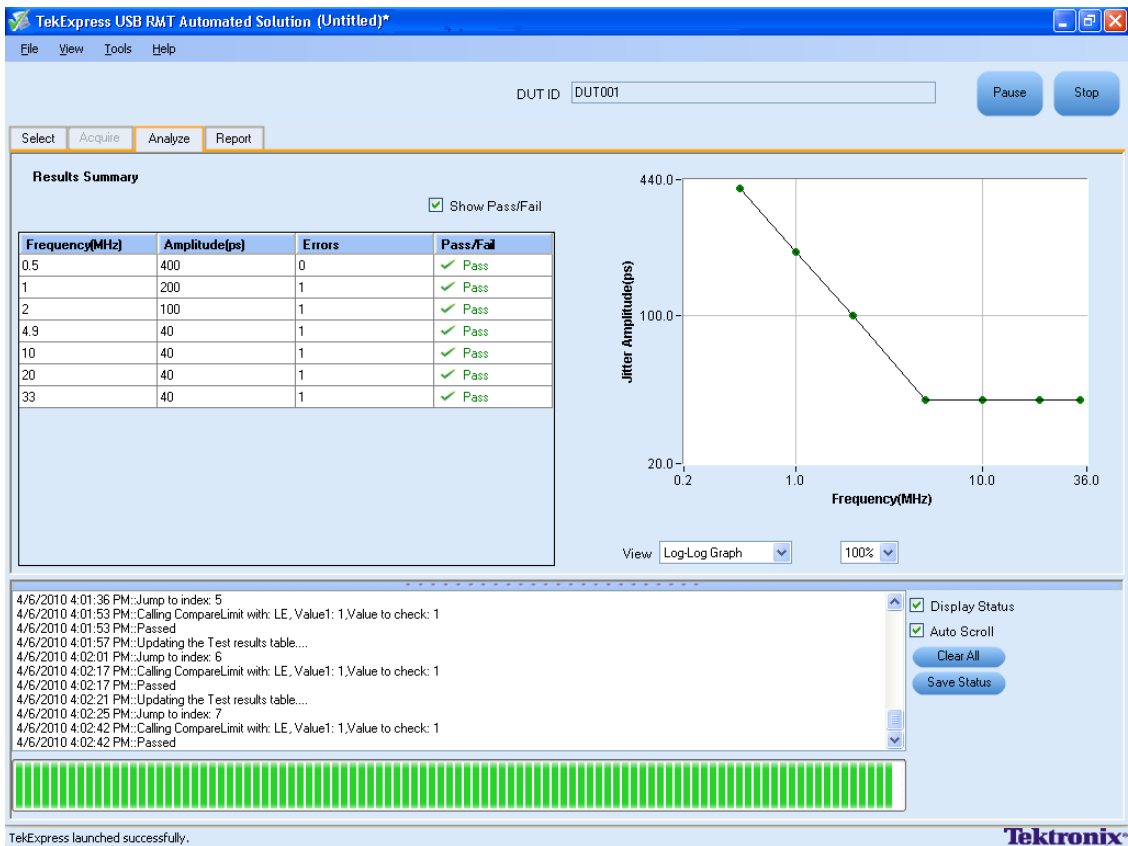 TekExpress USB RMT Automated Solution (Untitled)*
File View Tools Help
DUT ID DUT001
Pause Stop
Select Acquire Analyze Report
Results Summary
Show Pass/Fail
Frequency(MHz) Amplitude(ps) Errors Pass/Fail
0.5 400 0 Pass
1 200 1 Pass
2 100 1 Pass
4.9 40 1 Pass
10 40 1 Pass
20 40 1 Pass
33 40 1 Pass
440.0
100.0
20.0
Jitter Amplitude(ps)
0.2 1.0 10.0 36.0
Frequency(MHz)
View Log-Log Graph 100%
4/6/2010 4:01:36 PM::Jump to index: 5
4/6/2010 4:01:53 PM::Calling CompareLimit with: LE, Value1: 1,Value to check: 1
4/6/2010 4:01:53 PM::Passed
4/6/2010 4:01:57 PM::Updating the Test results table....
4/6/2010 4:02:01 PM::Jump to index: 6
4/6/2010 4:02:17 PM::Calling CompareLimit with: LE, Value1: 1,Value to check: 1
4/6/2010 4:02:17 PM::Passed
4/6/2010 4:02:21 PM::Updating the Test results table....
4/6/2010 4:02:25 PM::Jump to index: 7
4/6/2010 4:02:42 PM::Calling CompareLimit with: LE, Value1: 1,Value to check: 1
4/6/2010 4:02:42 PM::Passed
Display Status
Auto Scroll
Clear All
Save Status
TekExpress launched successfully.
Tektronix